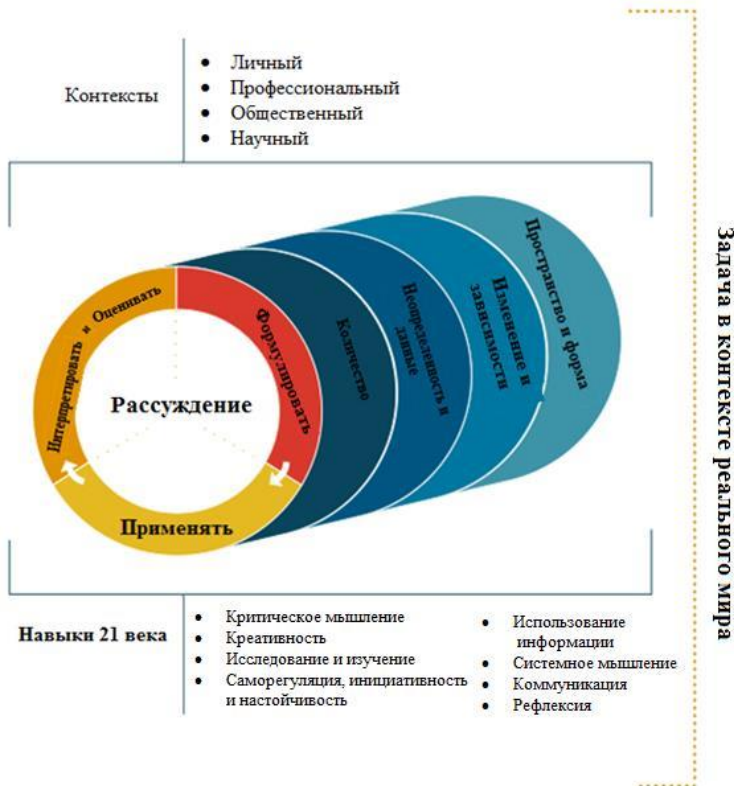 Контексты
• Личный
• Профессиональный
• Общественный
• Научный
Интерпретировать и Оценивать
Формулировать
Рассуждение
Применять
Количество
Неопределенность и
данные
Изменение и
зависимости
Пространство и форма
Задача в контексте реального мира
Навыки 21 века
• Критическое мышление
• Креативность
• Исследование и изучение
• Саморегуляция, инициативность
и настойчивость
• Использование
информации
• Системное мышление
• Коммуникация
• Рефлексия